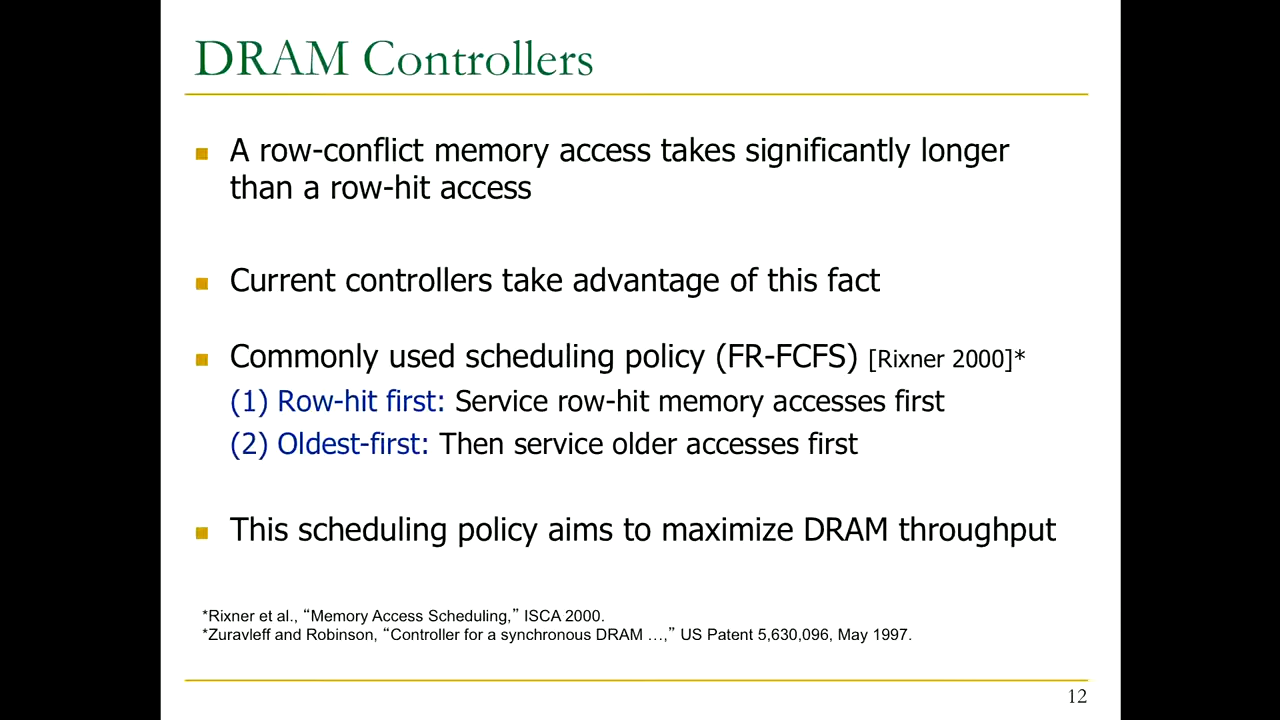 DRAM Controllers
A row-conflict memory access takes significantly longer
than a row-hit access
Current controllers take advantage of this fact
Commonly used scheduling policy (FR-FCFS) [Rixner 2000]*
(1) Row-hit first: Service row-hit memory accesses first
(2) Oldest-first: Then service older accesses first
This scheduling policy aims to maximize DRAM throughput
*Rixner et al., “Memory Access Scheduling,” ISCA 2000.
*Zuravleff and Robinson, “Controller for a synchronous DRAM …,” US Patent 5,630,096, May 1997.
12